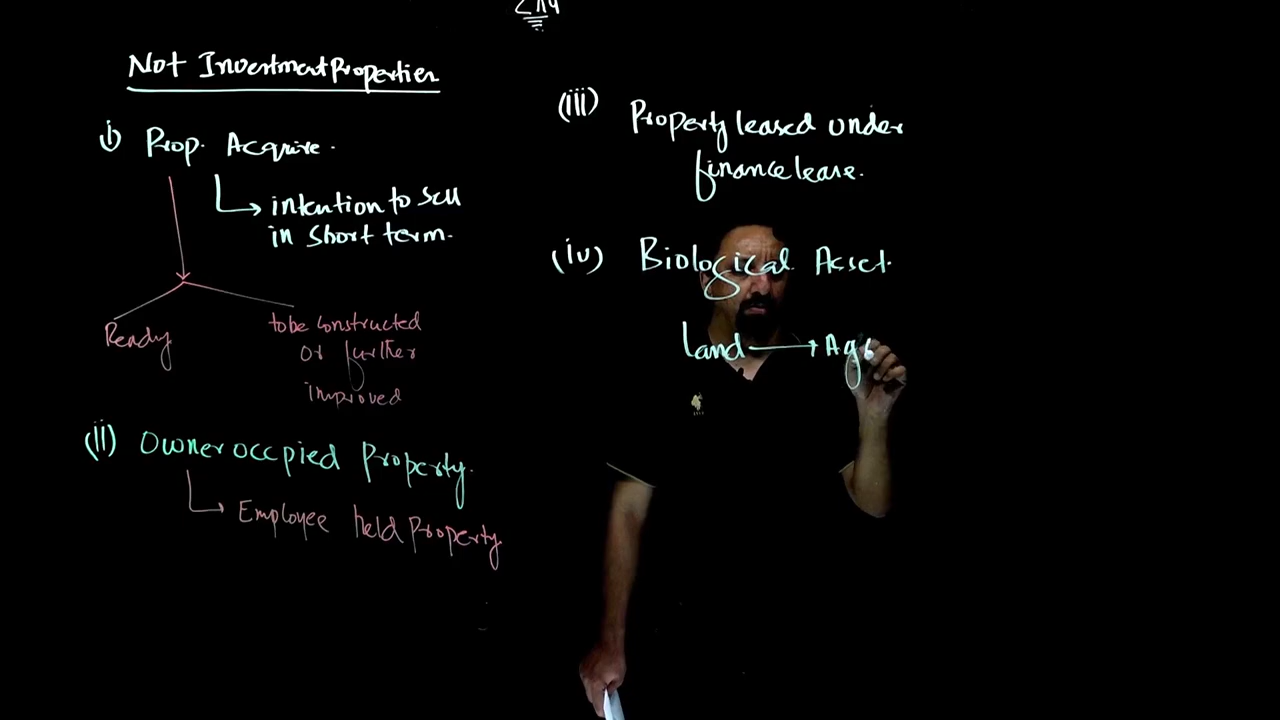 Not Investment Properties
i) Prop. Acquire.
intention to sell
in short term.
Ready
to be constructed
or further
improved
(ii) Owner occpied Property.
Employee held Property
(iii) Property leased under
finance lease.
(iv) Biological Asset.
Land → Agr